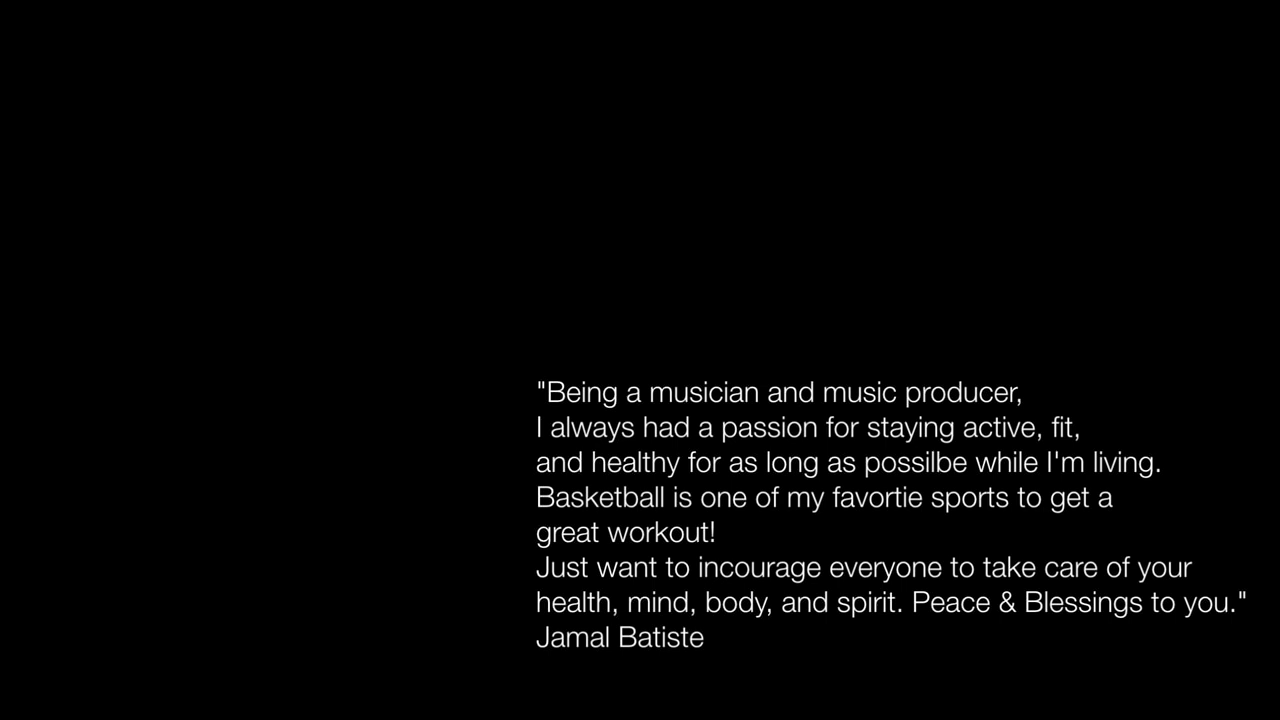 "Being a musician and music producer,
I always had a passion for staying active, fit,
and healthy for as long as possilbe while I'm living.
Basketball is one of my favortie sports to get a
great workout!
Just want to incourage everyone to take care of your
health, mind, body, and spirit. Peace & Blessings to you."
Jamal Batiste